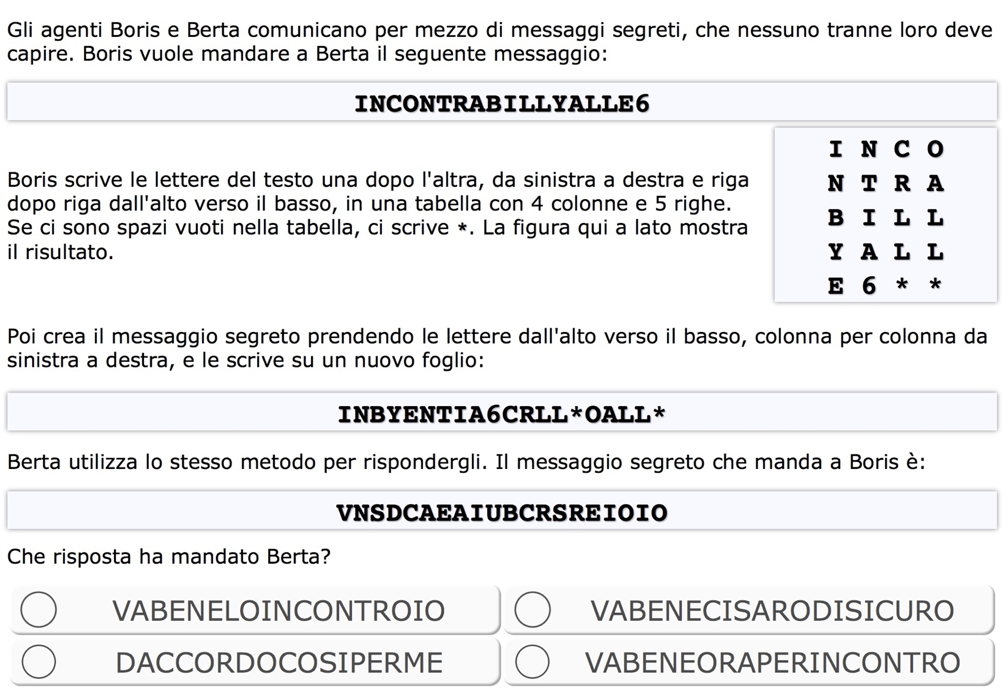 Gli agenti Boris e Berta comunicano per mezzo di messaggi segreti, che nessuno tranne loro deve
capire. Boris vuole mandare a Berta il seguente messaggio:
INCONTRABILLYALLE6
Boris scrive le lettere del testo una dopo l'altra, da sinistra a destra e riga
dopo riga dall'alto verso il basso, in una tabella con 4 colonne e 5 righe.
Se ci sono spazi vuoti nella tabella, ci scrive *. La figura qui a lato mostra
il risultato.
I N C O
N T R A
B I L L
Y A L L
E 6 * *
Poi crea il messaggio segreto prendendo le lettere dall'alto verso il basso, colonna per colonna da
sinistra a destra, e le scrive su un nuovo foglio:
INBYENTIA6CRLL*OALL*
Berta utilizza lo stesso metodo per rispondergli. Il messaggio segreto che manda a Boris è:
VNSDCAEAIUBCRSREIOIO
Che risposta ha mandato Berta?
VABENELOINCONTROIO
VABENECISARODISICURO
DACCORDOCOSIPERME
VABENEORAPERINCONTRO